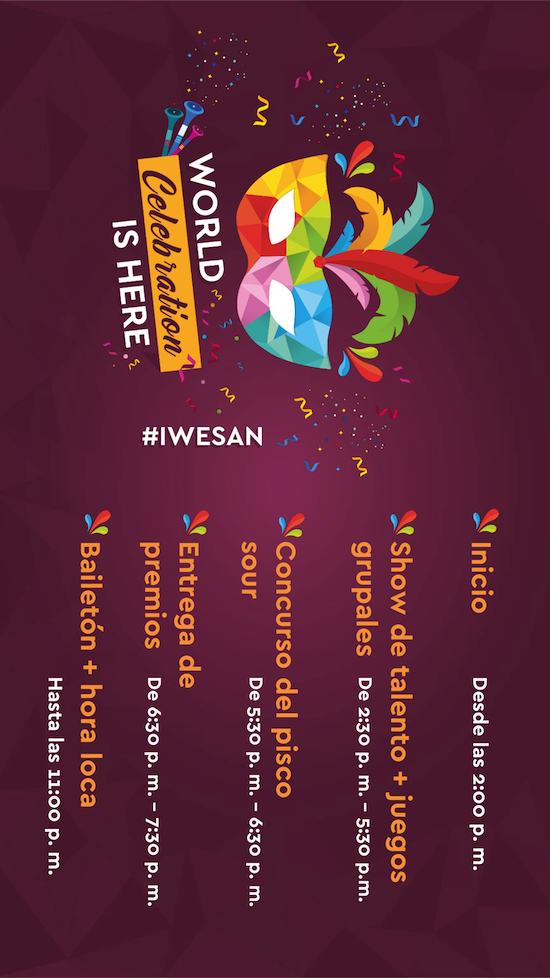 WORLD
Celebration
IS HERE
#IWESAN
Inicio
Desde las 2:00 p. m.
Show de talento + juegos
grupales
De 2:30 p. m. – 5:30 p.m.
Concurso del pisco
sour
De 5:30 p. m. – 6:30 p. m.
Entrega de
premios
De 6:30 p. m. – 7:30 p. m.
Bailetón + hora loca
Hasta las 11:00 p. m.